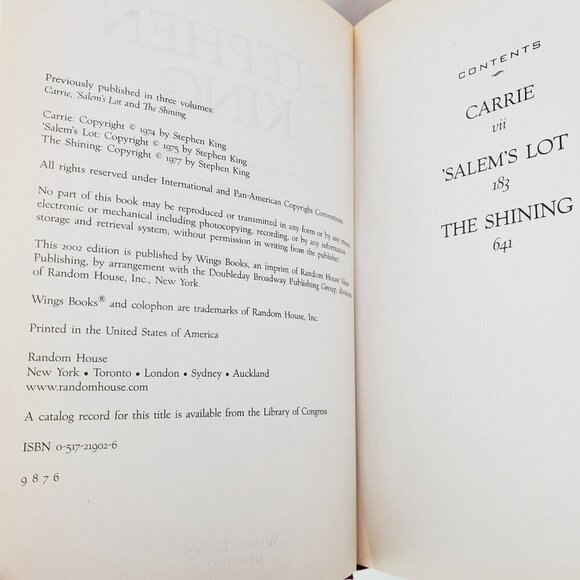 Previously published in three volumes:
Carrie, 'Salem's Lot and The Shining
Carrie: Copyright © 1974 by Stephen King
'Salem's Lot: Copyright © 1975 by Stephen King
The Shining: Copyright © 1977 by Stephen King
All rights reserved under International and Pan-American Copyright Conventions
No part of this book may be reproduced or transmitted in any form or by any means
electronic or mechanical including photocopying, recording, or by any information
storage and retrieval system, without permission in writing from the publisher.
This 2002 edition is published by Wings Books, an imprint of Random House Value
Publishing, by arrangement with the Doubleday Broadway Publishing Group, division
of Random House, Inc., New York.
Wings Books® and colophon are trademarks of Random House, Inc.
Printed in the United States of America
Random House
New York • Toronto • London • Sydney • Auckland
www.randomhouse.com
A catalog record for this title is available from the Library of Congress
ISBN 0-517-21902-6
9 8 7 6
CONTENTS
CARRIE
vii
'SALEM'S LOT
183
THE SHINING
641